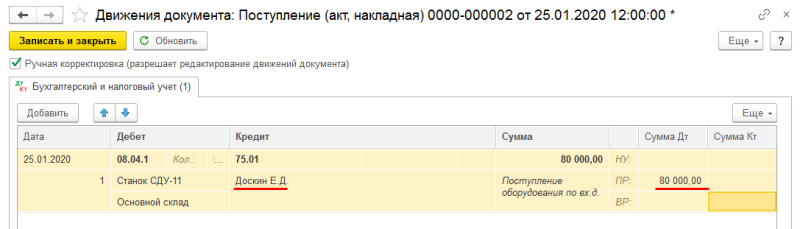 Движения документа: Поступление (акт, накладная) 0000-000002 от 25.01.2020 12:00:00 *
Записать и закрыть Обновить Еще ?
Ручная корректировка (разрешает редактирование движений документа)
Дт Кт Бухгалтерский и налоговый учет (1)
Добавить Еще
Дата Дебет Кредит Сумма Сумма Дт Сумма Кт
25.01.2020 08.04.1 Кол.: ... 75.01 80 000,00 НУ:
1 Станок СДУ-11 Доскин Е.Д. Поступление ПР: 80 000,00
оборудования по вх.д.
Основной склад ВР: